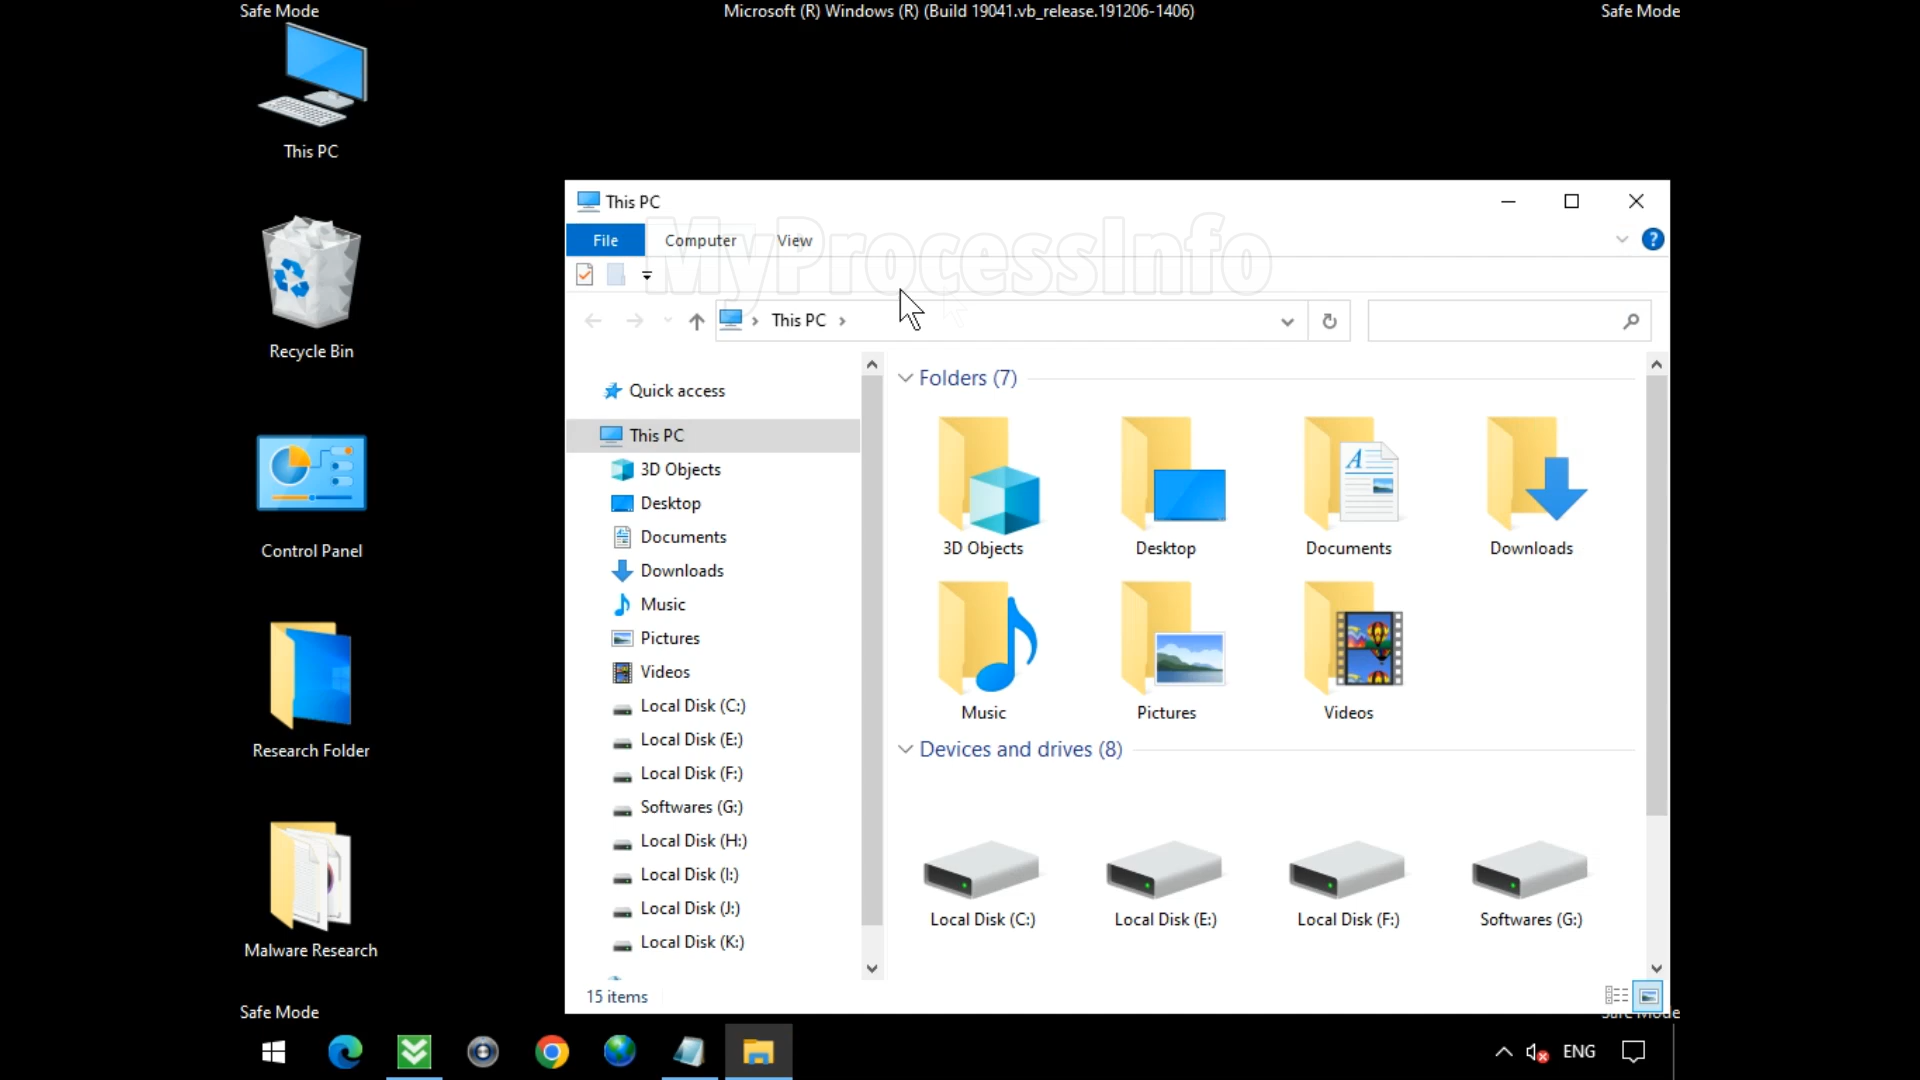 Safe Mode
Microsoft (R) Windows (R) (Build 19041.vb_release.191206-1406)
Safe Mode
This PC
Recycle Bin
Control Panel
Research Folder
Malware Research
This PC
MyProcessInfo
File
Computer
View
This PC
Quick access
This PC
3D Objects
Desktop
Documents
Downloads
Music
Pictures
Videos
Local Disk (C:)
Local Disk (E:)
Local Disk (F:)
Softwares (G:)
Local Disk (H:)
Local Disk (I:)
Local Disk (J:)
Local Disk (K:)
Folders (7)
3D Objects
Desktop
Documents
Downloads
Music
Pictures
Videos
Devices and drives (8)
Local Disk (C:)
Local Disk (E:)
Local Disk (F:)
Softwares (G:)
15 items
Safe Mode
Safe Mode
ENG